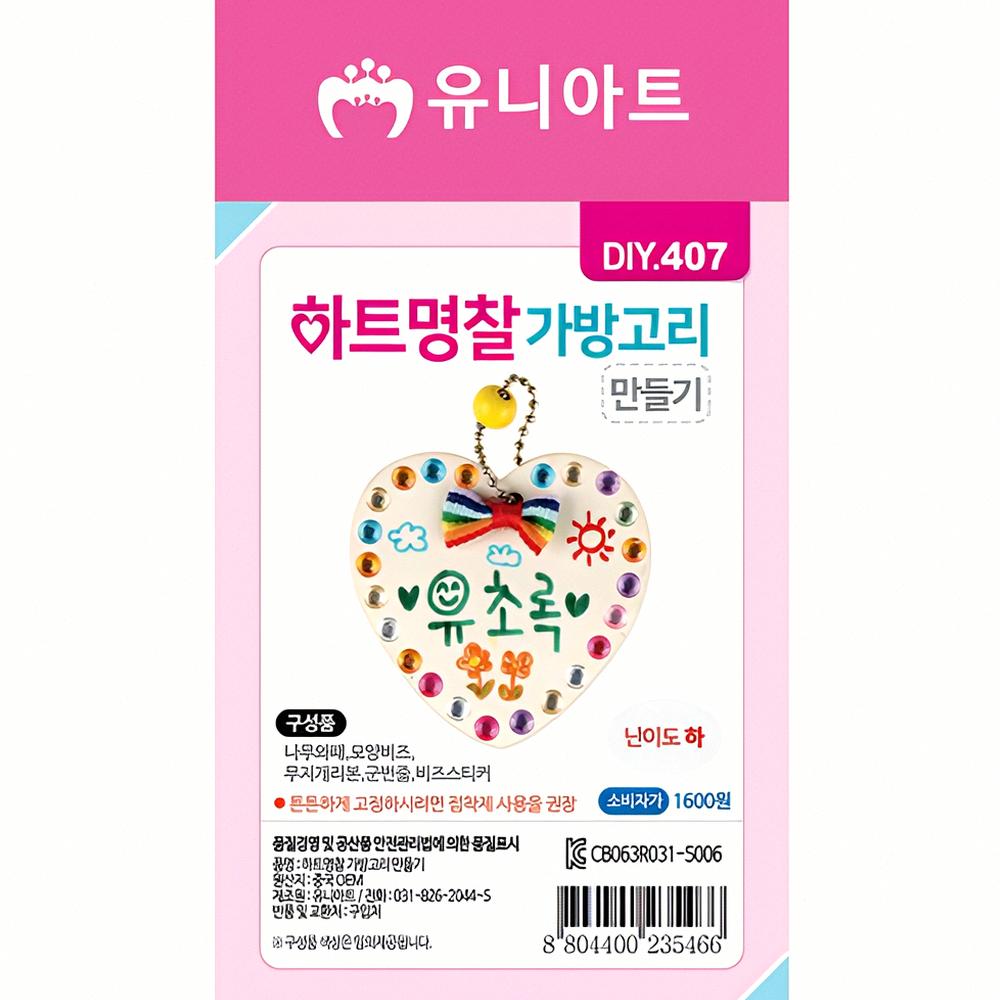 유니아트
DIY.407
하트명찰 가방고리
만들기
유초록
구성품
나무와패,모양비즈,
무지개리본,군번줄,비즈스티커
난이도 하
● 튼튼하게 고정하시려면 접착제 사용을 권장
소비자가 1600원
품질경영 및 공산품 안전관리법에 의한 품질표시
품명 : 하트명찰 가방고리 만들기
원산지 : 중국 OEM
제조원 : 유니아트 / 전화 : 031-826-2044~5
반품 및 교환처 : 구입처
※ 구성품 색상은 임의제공됩니다.
CB063R031-5006
8 804400 235466